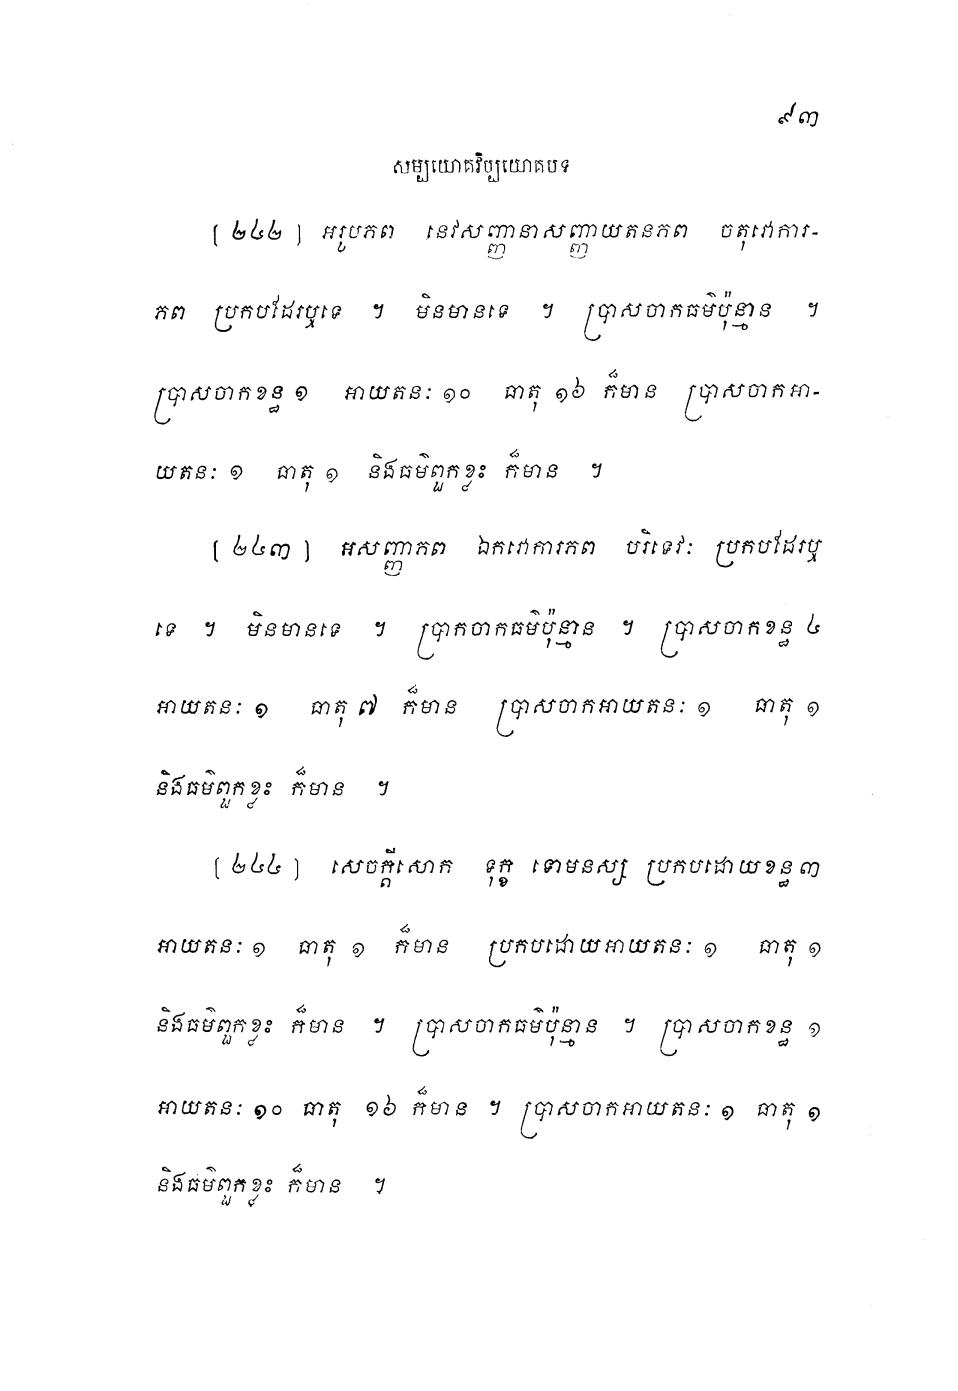 ៩៣
សម្បយោគវិប្បយោគបទ
[ ២៤២ ] អរូបភព នេវសញ្ញានាសញ្ញាយតនភព ចតុវោការ-
ភព ប្រកបដែរឬទេ ។ មិនមានទេ ។ ប្រាសចាកធម៌ប៉ុន្មាន ។
ប្រាសចាកខន្ធ ១ អាយតនៈ ១០ ធាតុ ១៦ ក៏មាន ប្រាសចាកអា-
យតនៈ ១ ធាតុ ១ និងធម៌ពួកខ្លះ ក៏មាន ។
[ ២៤៣ ] អសញ្ញាភព ឯកវោការភព បរិទេវៈ ប្រកបដែរឬ
ទេ ។ មិនមានទេ ។ ប្រាកចាកធម៌ប៉ុន្មាន ។ ប្រាសចាកខន្ធ ៤
អាយតនៈ ១ ធាតុ ៧ ក៏មាន ប្រាសចាកអាយតនៈ ១ ធាតុ ១
និងធម៌ពួកខ្លះ ក៏មាន ។
[ ២៤៤ ] សេចក្តីសោក ទុក្ខ ទោមនស្ស ប្រកបដោយខន្ធ ៣
អាយតនៈ ១ ធាតុ ១ ក៏មាន ប្រកបដោយអាយតនៈ ១ ធាតុ ១
និងធម៌ពួកខ្លះ ក៏មាន ។ ប្រាសចាកធម៌ប៉ុន្មាន ។ ប្រាសចាកខន្ធ ១
អាយតនៈ ១០ ធាតុ ១៦ ក៏មាន ។ ប្រាសចាកអាយតនៈ ១ ធាតុ ១
និងធម៌ពួកខ្លះ ក៏មាន ។